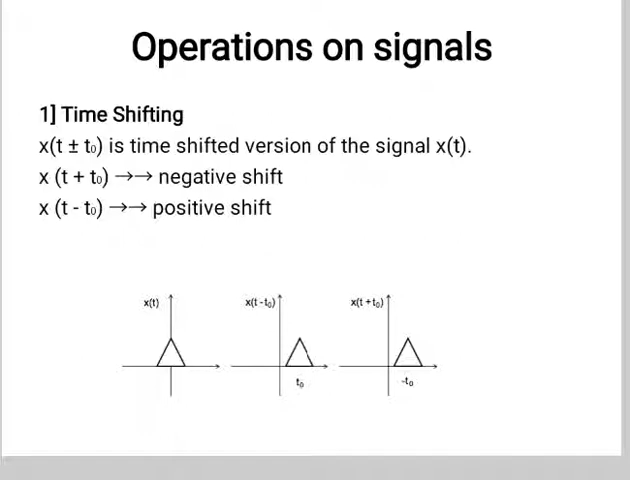 Operations on signals
1] Time Shifting
x(t ± t₀) is time shifted version of the signal x(t).
x (t + t₀) →→ negative shift
x (t - t₀) →→ positive shift
x(t) x(t -t₀) x(t +t₀)
t₀ -t₀